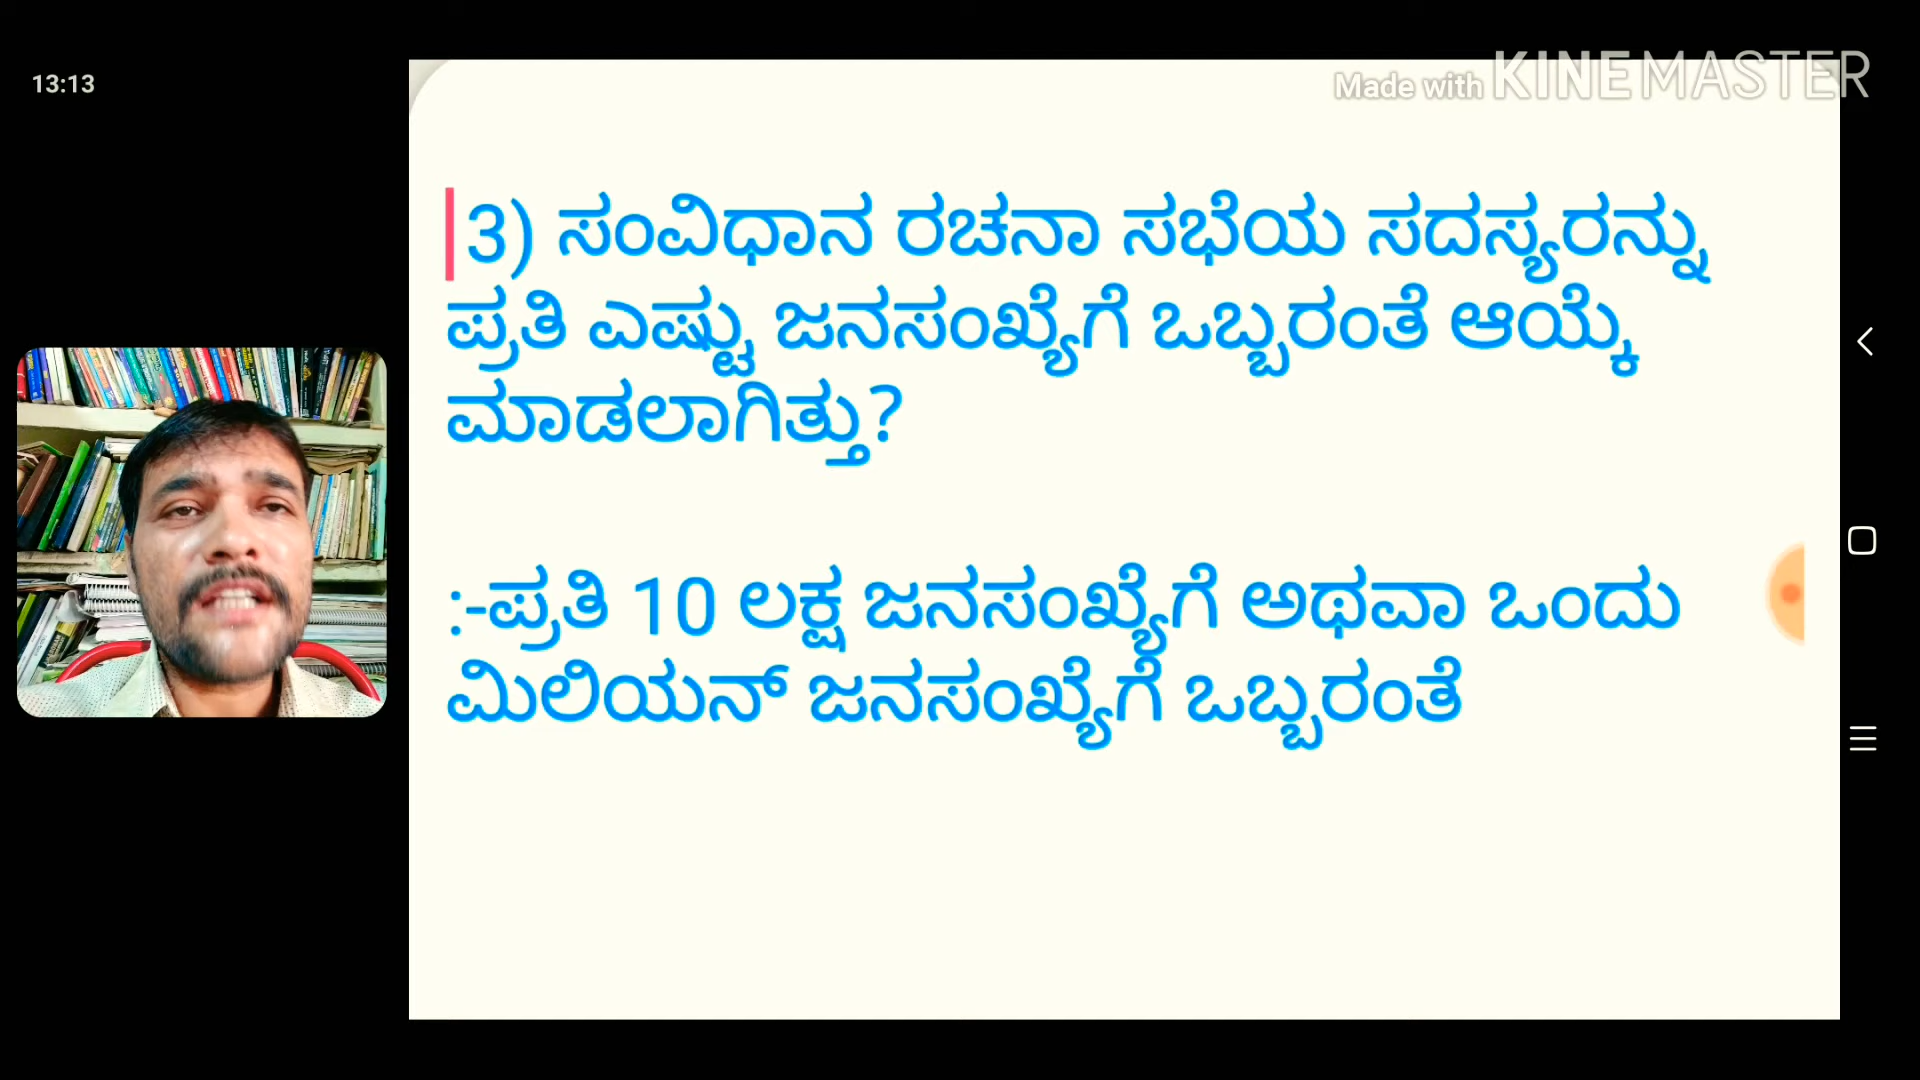 13:13
Made with KINEMASTER
3) ಸಂವಿಧಾನ ರಚನಾ ಸಭೆಯ ಸದಸ್ಯರನ್ನು
ಪ್ರತಿ ಎಷ್ಟು ಜನಸಂಖ್ಯೆಗೆ ಒಬ್ಬರಂತೆ ಆಯ್ಕೆ
ಮಾಡಲಾಗಿತ್ತು?
:-ಪ್ರತಿ 10 ಲಕ್ಷ ಜನಸಂಖ್ಯೆಗೆ ಅಥವಾ ಒಂದು
ಮಿಲಿಯನ್ ಜನಸಂಖ್ಯೆಗೆ ಒಬ್ಬರಂತೆ